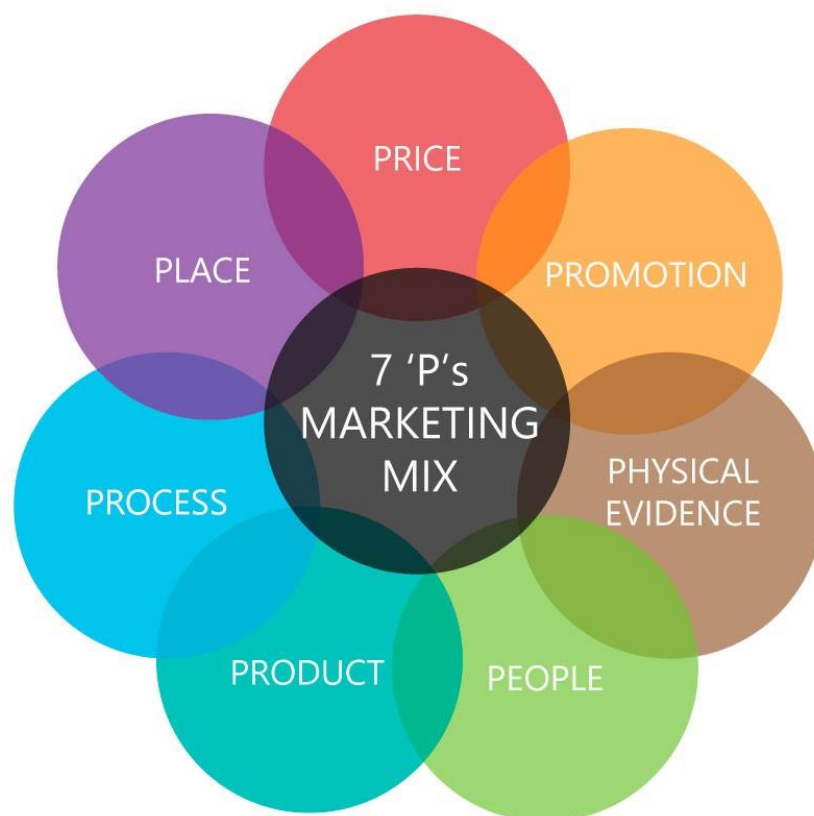 PRICE
PROMOTION
PLACE
7 ‘P’s
MARKETING
MIX
PHYSICAL
EVIDENCE
PROCESS
PRODUCT
PEOPLE